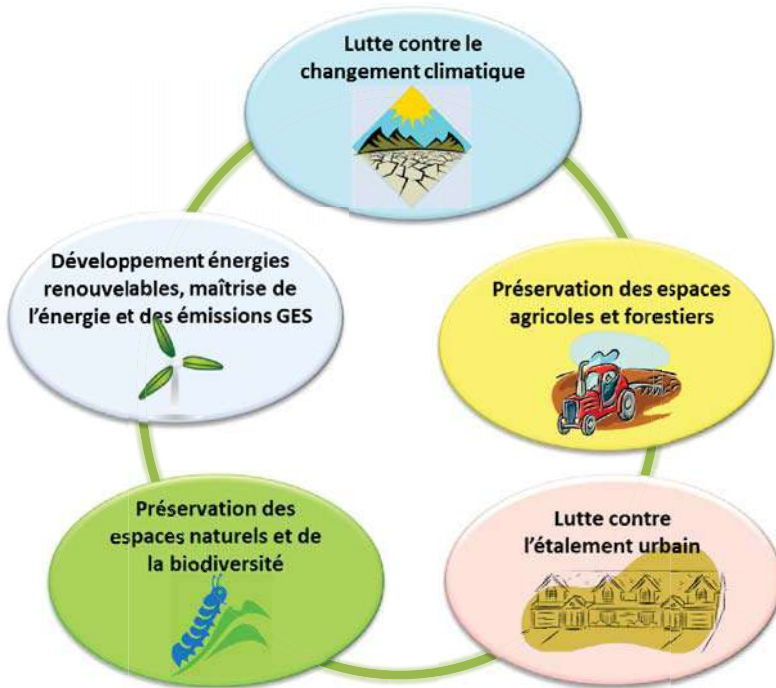 Lutte contre le
changement climatique
Développement énergies
renouvelables, maîtrise de
l'énergie et des émissions GES
Préservation des espaces
agricoles et forestiers
Préservation des
espaces naturels et de
la biodiversité
Lutte contre
l'étalement urbain